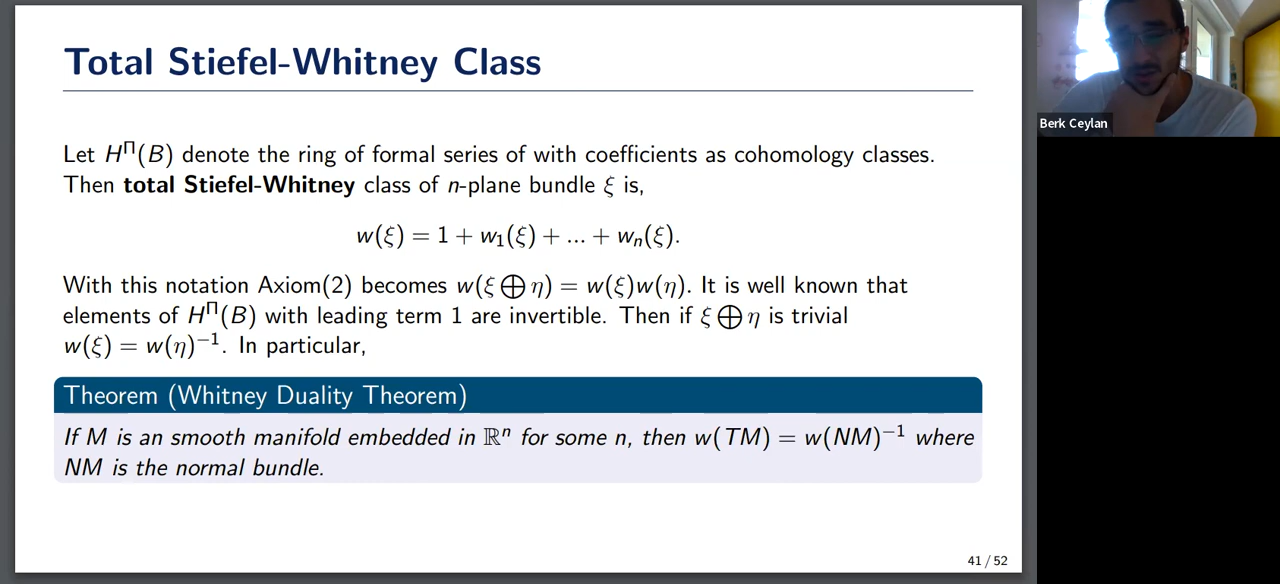 Total Stiefel-Whitney Class
Let H^Π(B) denote the ring of formal series of with coefficients as cohomology classes.
Then total Stiefel-Whitney class of n-plane bundle ξ is,
w(ξ) = 1 + w₁(ξ) + ... + wₙ(ξ).
With this notation Axiom(2) becomes w(ξ ⨁ η) = w(ξ)w(η). It is well known that
elements of H^Π(B) with leading term 1 are invertible. Then if ξ ⨁ η is trivial
w(ξ) = w(η)⁻¹. In particular,
Theorem (Whitney Duality Theorem)
If M is an smooth manifold embedded in ℝⁿ for some n, then w(TM) = w(NM)⁻¹ where
NM is the normal bundle.
41 / 52
Berk Ceylan